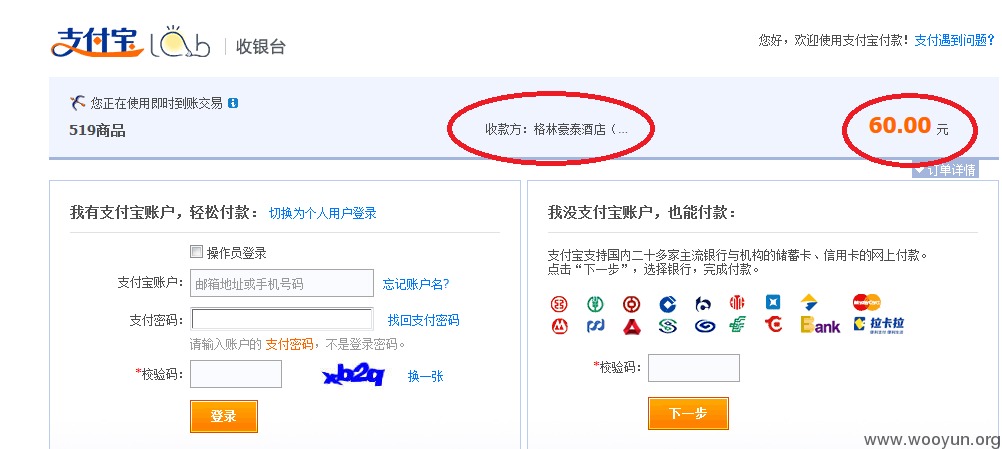 支付宝 Lab 收银台
您好，欢迎使用支付宝付款！支付遇到问题？
您正在使用即时到账交易
519商品
收款方：格林豪泰酒店（...
60.00 元
订单详情
我有支付宝账户，轻松付款： 切换为个人用户登录
操作员登录
支付宝账户： 邮箱地址或手机号码 忘记账户名?
支付密码： 找回支付密码
请输入账户的 支付密码，不是登录密码。
*校验码： xb2q 换一张
登录
我没支付宝账户，也能付款：
支付宝支持国内二十多家主流银行与机构的储蓄卡、信用卡的网上付款。
点击“下一步”，选择银行，完成付款。
MasterCard
Bank 拉卡拉
*校验码：
下一步
www.wooyun.org